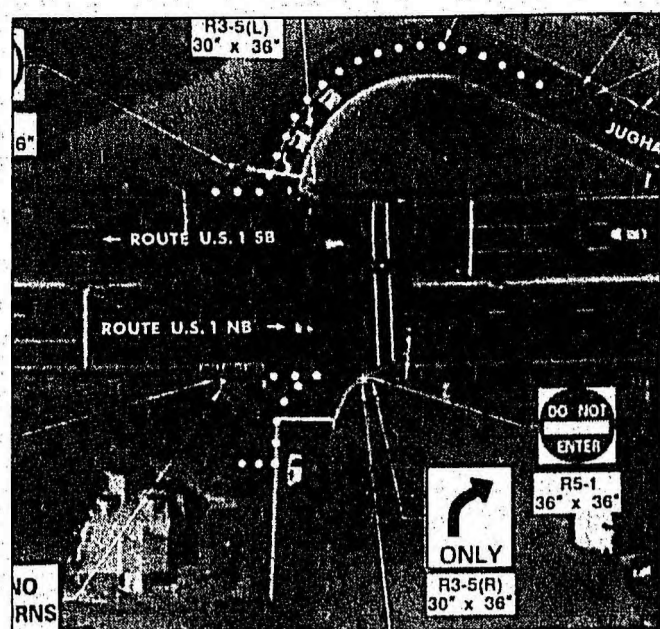 R3-5(L)
30" x 36"
6"
JUGHA
← ROUTE U.S. 1 SB
ROUTE U.S. 1 NB →
DO NOT
ENTER
R5-1
36" x 36"
ONLY
R3-5(R)
30" x 36"
NO
RNS